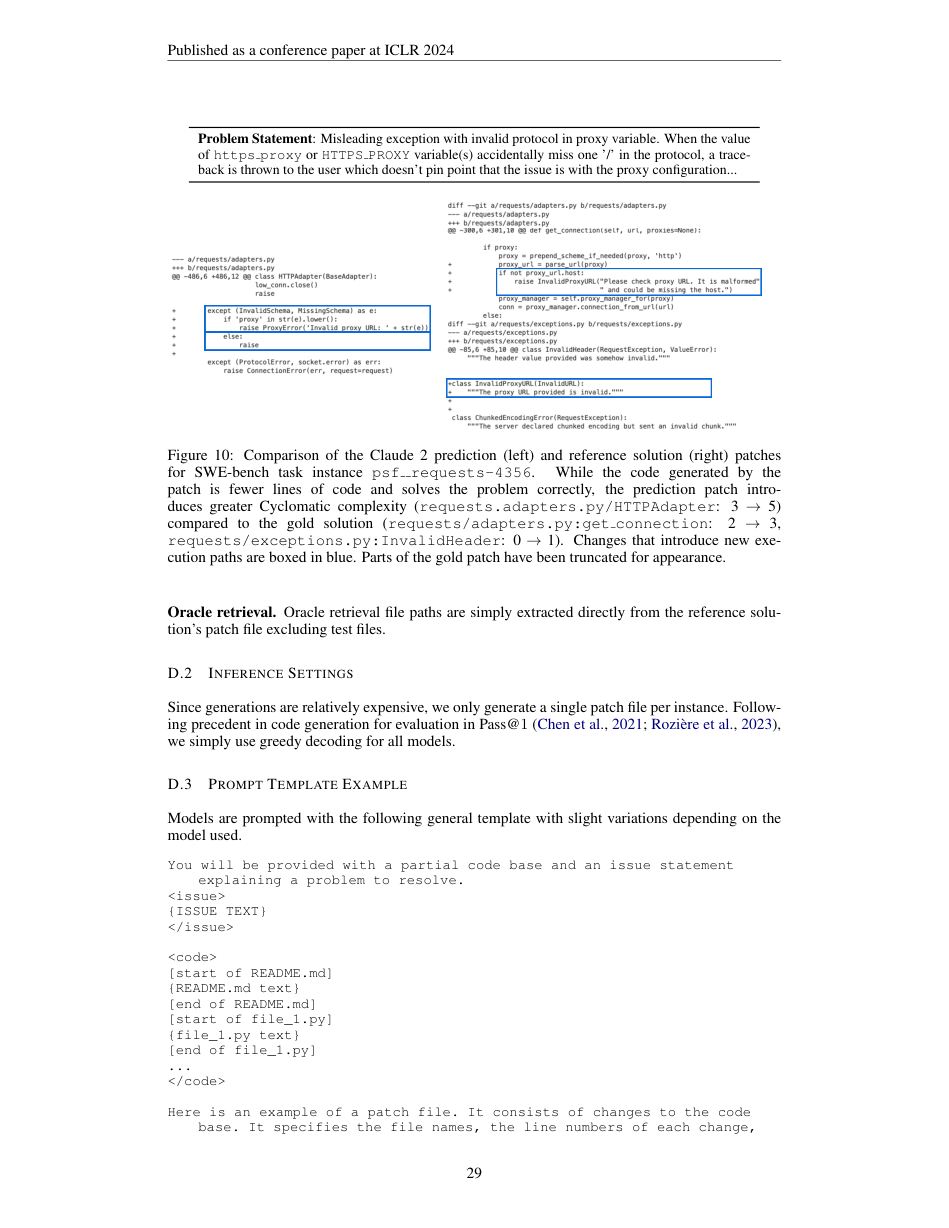 Published as a conference paper at ICLR 2024
Problem Statement: Misleading exception with invalid protocol in proxy variable. When the value
of https_proxy or HTTPS_PROXY variable(s) accidentally miss one '/' in the protocol, a trace-
back is thrown to the user which doesn't pin point that the issue is with the proxy configuration...
--- a/requests/adapters.py
+++ b/requests/adapters.py
@@ -486,6 +486,12 @@ class HTTPAdapter(BaseAdapter):
                low_conn.close()
                raise
+        except (InvalidSchema, MissingSchema) as e:
+            if 'proxy' in str(e).lower():
+                raise ProxyError('Invalid proxy URL: ' + str(e))
+            else:
+                raise
+
        except (ProtocolError, socket.error) as err:
            raise ConnectionError(err, request=request)
diff --git a/requests/adapters.py b/requests/adapters.py
--- a/requests/adapters.py
+++ b/requests/adapters.py
@@ -300,6 +301,10 @@ def get_connection(self, url, proxies=None):
        if proxy:
            proxy = prepend_scheme_if_needed(proxy, 'http')
+            proxy_url = parse_url(proxy)
+            if not proxy_url.host:
+                raise InvalidProxyURL("Please check proxy URL. It is malformed"
+                                      " and could be missing the host.")
            proxy_manager = self.proxy_manager_for(proxy)
            conn = proxy_manager.connection_from_url(url)
        else:
diff --git a/requests/exceptions.py b/requests/exceptions.py
--- a/requests/exceptions.py
+++ b/requests/exceptions.py
@@ -85,6 +85,10 @@ class InvalidHeader(RequestException, ValueError):
    """The header value provided was somehow invalid."""
+class InvalidProxyURL(InvalidURL):
+    """The proxy URL provided is invalid."""
+
+
 class ChunkedEncodingError(RequestException):
    """The server declared chunked encoding but sent an invalid chunk."""
Figure 10: Comparison of the Claude 2 prediction (left) and reference solution (right) patches
for SWE-bench task instance psf__requests-4356. While the code generated by the
patch is fewer lines of code and solves the problem correctly, the prediction patch intro-
duces greater Cyclomatic complexity (requests.adapters.py/HTTPAdapter: 3 → 5)
compared to the gold solution (requests/adapters.py:get_connection: 2 → 3,
requests/exceptions.py:InvalidHeader: 0 → 1). Changes that introduce new exe-
cution paths are boxed in blue. Parts of the gold patch have been truncated for appearance.
Oracle retrieval. Oracle retrieval file paths are simply extracted directly from the reference solu-
tion's patch file excluding test files.
D.2 INFERENCE SETTINGS
Since generations are relatively expensive, we only generate a single patch file per instance. Follow-
ing precedent in code generation for evaluation in Pass@1 (Chen et al., 2021; Rozière et al., 2023),
we simply use greedy decoding for all models.
D.3 PROMPT TEMPLATE EXAMPLE
Models are prompted with the following general template with slight variations depending on the
model used.
You will be provided with a partial code base and an issue statement
    explaining a problem to resolve.
<issue>
{ISSUE TEXT}
</issue>
<code>
[start of README.md]
{README.md text}
[end of README.md]
[start of file_1.py]
{file_1.py text}
[end of file_1.py]
...
</code>
Here is an example of a patch file. It consists of changes to the code
    base. It specifies the file names, the line numbers of each change,
29